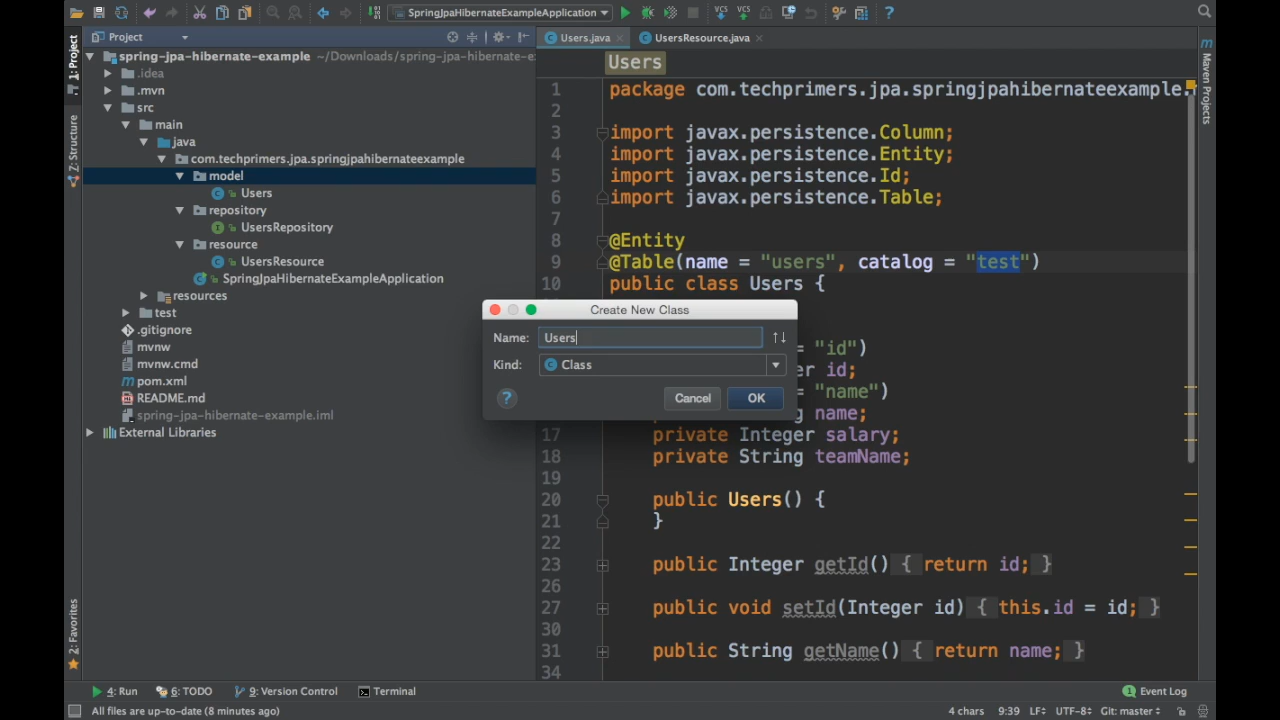 SpringJpaHibernateExampleApplication
Project
Users.java
UsersResource.java
1: Project
Z: Structure
2: Favorites
Maven Projects
spring-jpa-hibernate-example ~/Downloads/spring-jpa-hibernate-e
.idea
.mvn
src
main
java
com.techprimers.jpa.springjpahibernateexample
model
Users
repository
UsersRepository
resource
UsersResource
SpringJpaHibernateExampleApplication
resources
test
.gitignore
mvnw
mvnw.cmd
pom.xml
README.md
spring-jpa-hibernate-example.iml
External Libraries
Users
1 package com.techprimers.jpa.springjpahibernateexample.
2
3 import javax.persistence.Column;
4 import javax.persistence.Entity;
5 import javax.persistence.Id;
6 import javax.persistence.Table;
7
8 @Entity
9 @Table(name = "users", catalog = "test")
10 public class Users {
Create New Class
Name: Users
Kind: Class
? Cancel OK
= "id")
er id;
= "name")
g name;
17 private Integer salary;
18 private String teamName;
19
20 public Users() {
21 }
22
23 public Integer getId() { return id; }
26
27 public void setId(Integer id) { this.id = id; }
30
31 public String getName() { return name; }
34
4: Run
6: TODO
9: Version Control
Terminal
1 Event Log
All files are up-to-date (8 minutes ago)
4 chars 9:39 LF UTF-8 Git: master